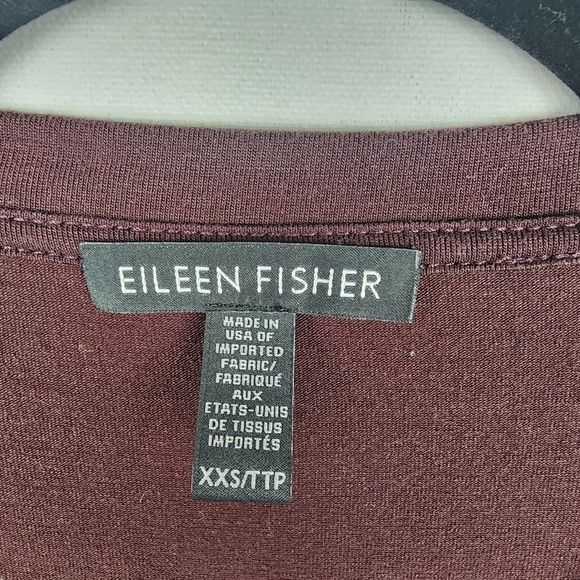 EILEEN FISHER
MADE IN
USA OF
IMPORTED
FABRIC/
FABRIQUÉ
AUX
ETATS-UNIS
DE TISSUS
IMPORTÉS
XXS/TTP